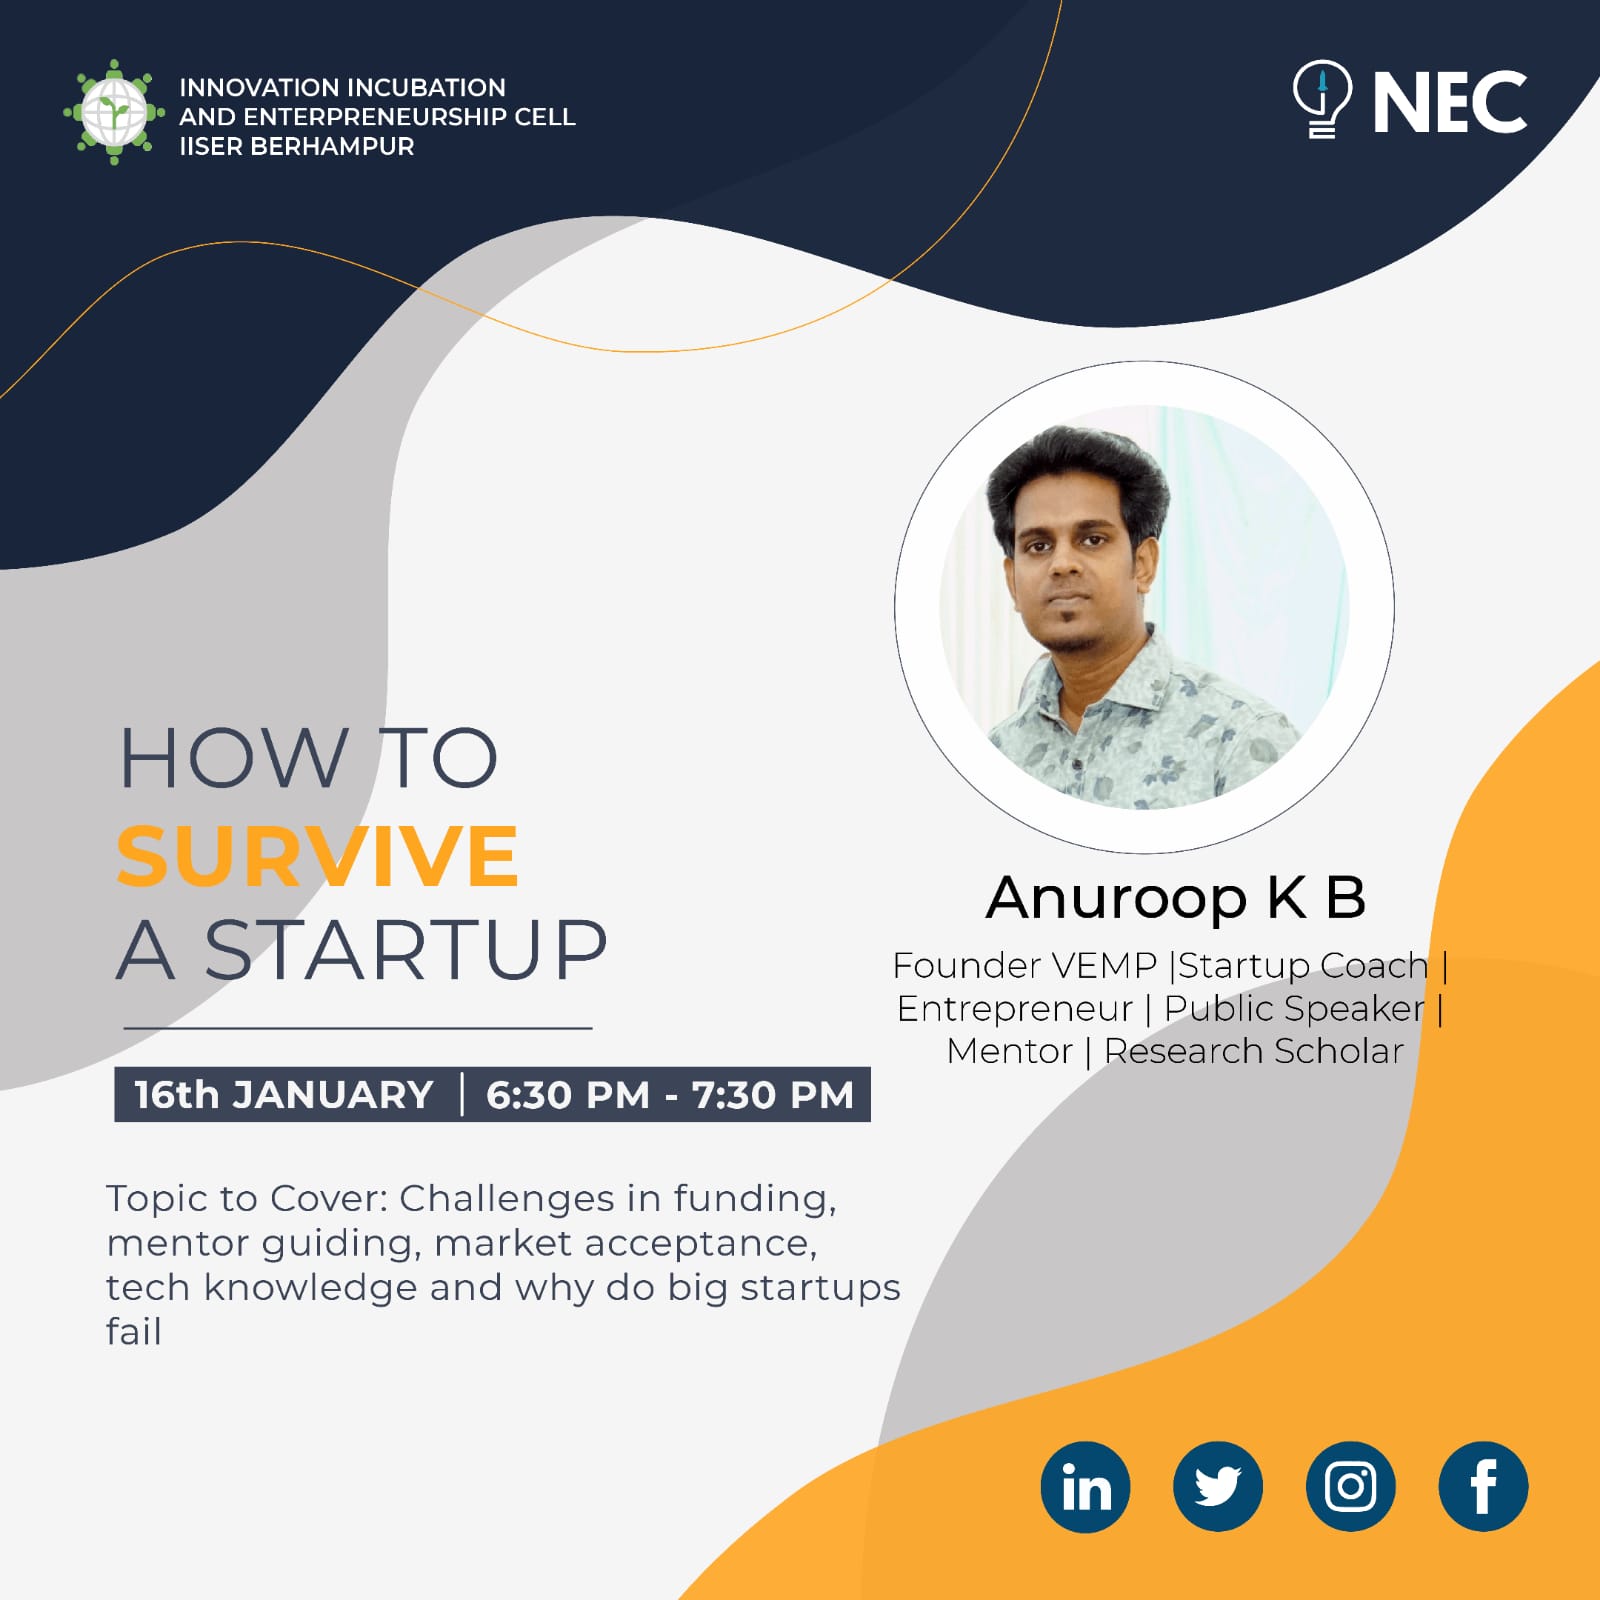 INNOVATION INCUBATION
AND ENTERPRENEURSHIP CELL
IISER BERHAMPUR
NEC
HOW TO
SURVIVE
A STARTUP
16th JANUARY | 6:30 PM - 7:30 PM
Topic to Cover: Challenges in funding,
mentor guiding, market acceptance,
tech knowledge and why do big startups
fail
Anuroop K B
Founder VEMP |Startup Coach |
Entrepreneur | Public Speaker |
Mentor | Research Scholar